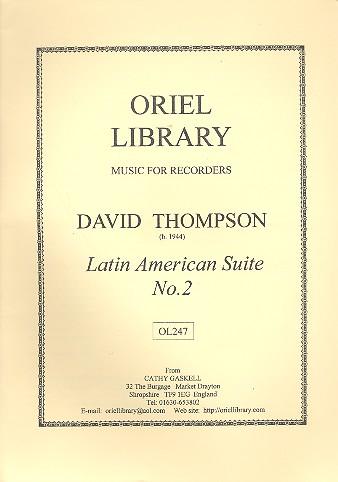 ORIEL
LIBRARY
MUSIC FOR RECORDERS
DAVID THOMPSON
(b. 1944)
Latin American Suite
No.2
OL247
From
CATHY GASKELL
32 The Burgage Market Drayton
Shropshire TF9 1EG England
Tel: 01630-653802
E-mail: oriellibrary@aol.com Web site: http://oriellibrary.com